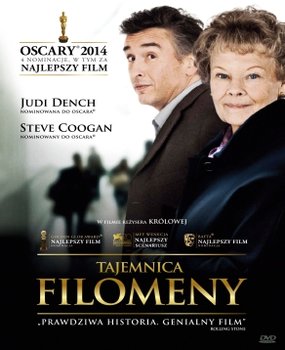 OSCARY® 2014
4 NOMINACJE, W TYM ZA
NAJLEPSZY FILM
JUDI DENCH
NOMINOWANA DO OSCARA®
STEVE COOGAN
NOMINOWANY DO OSCARA®
W FILMIE REŻYSERA KRÓLOWEJ
NAJLEPSZY FILM
NAJLEPSZY
SCENARIUSZ
BAFTA
NAJLEPSZY FILM
TAJEMNICA
FILOMENY
„PRAWDZIWA HISTORIA. GENIALNY FILM”
ROLLING STONE
DVD